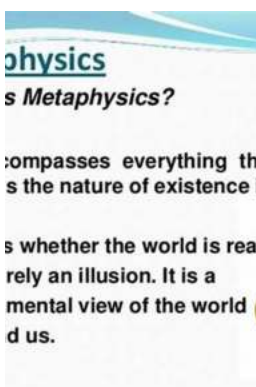 physics
s Metaphysics?
compasses everything th
s the nature of existence i
s whether the world is rea
rely an illusion. It is a
mental view of the world
d us.